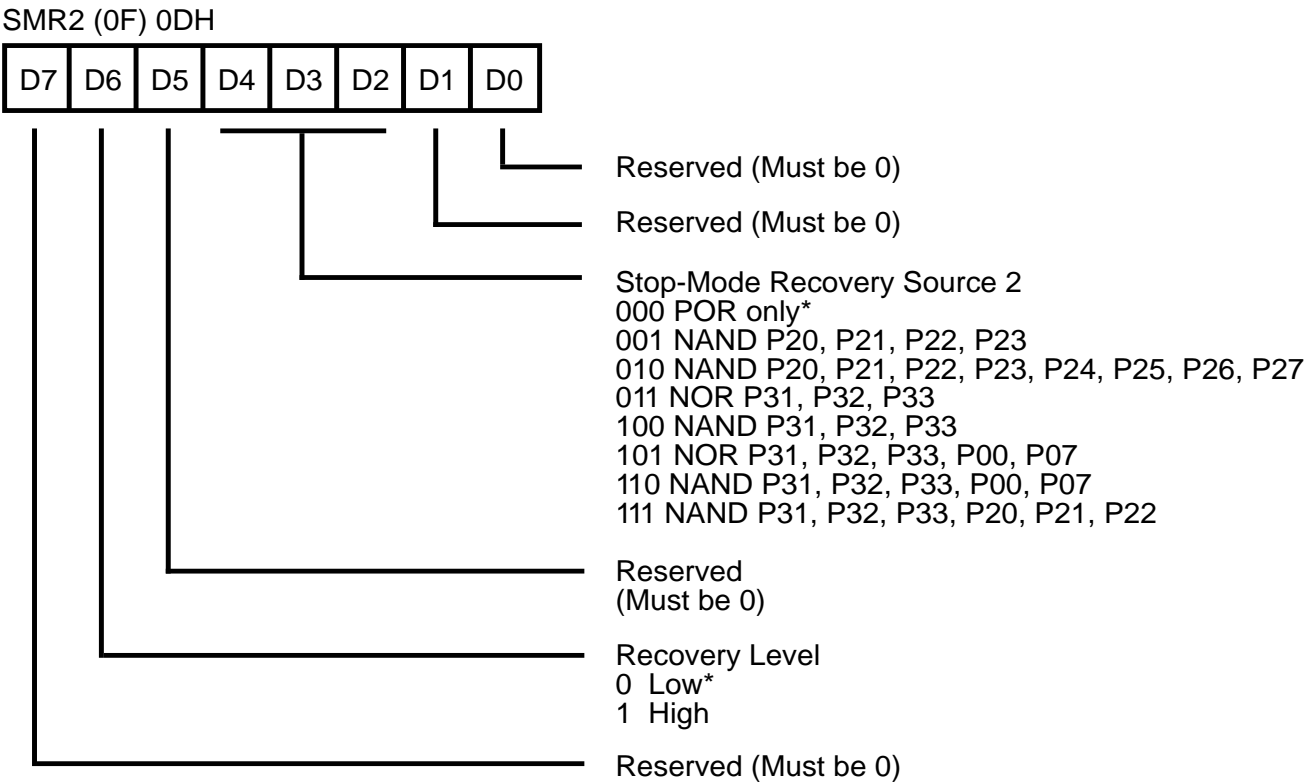 SMR2 (0F) 0DH
D7 D6 D5 D4 D3 D2 D1 D0
Reserved (Must be 0)
Reserved (Must be 0)
Stop-Mode Recovery Source 2
000 POR only*
001 NAND P20, P21, P22, P23
010 NAND P20, P21, P22, P23, P24, P25, P26, P27
011 NOR P31, P32, P33
100 NAND P31, P32, P33
101 NOR P31, P32, P33, P00, P07
110 NAND P31, P32, P33, P00, P07
111 NAND P31, P32, P33, P20, P21, P22
Reserved
(Must be 0)
Recovery Level
0 Low*
1 High
Reserved (Must be 0)